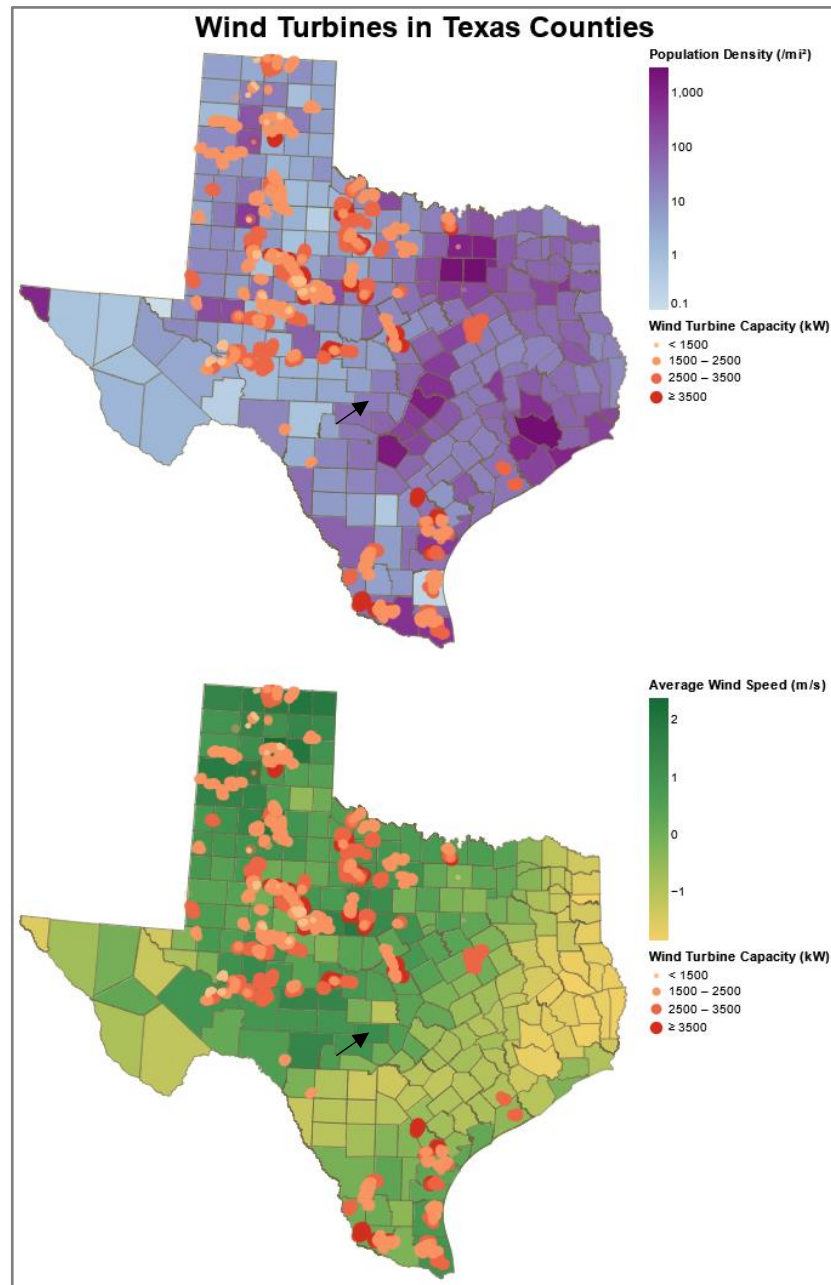 Wind Turbines in Texas Counties
Population Density (/mi²)
1,000
100
10
1
0.1
Wind Turbine Capacity (kW)
< 1500
1500 – 2500
2500 – 3500
≥ 3500
Average Wind Speed (m/s)
2
1
0
−1
Wind Turbine Capacity (kW)
< 1500
1500 – 2500
2500 – 3500
≥ 3500